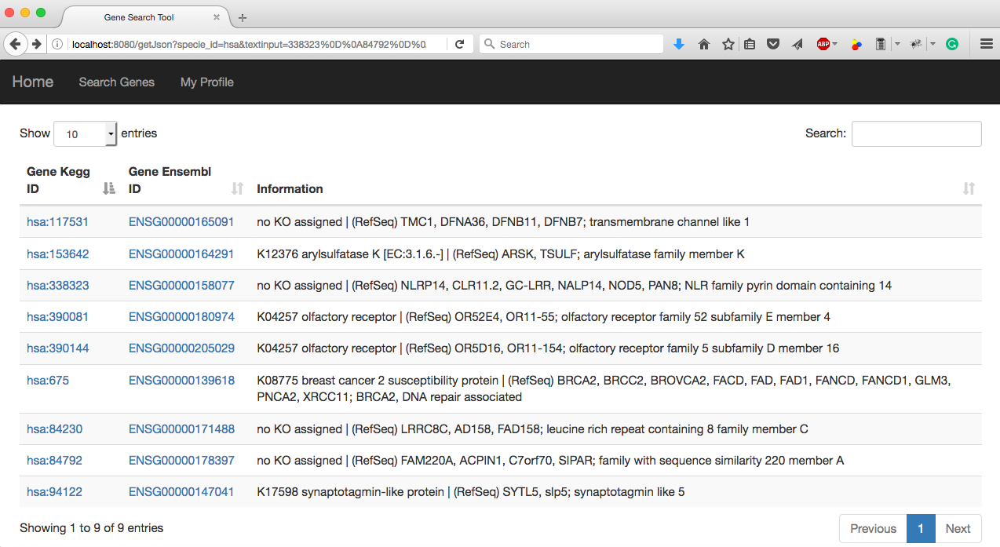 Gene Search Tool
localhost:8080/getJson?specie_id=hsa&textinput=338323%0D%0A84792%0D%0.
Search
ABP
Home Search Genes My Profile
Show 10 entries Search:
Gene Kegg ID Gene Ensembl ID Information
hsa:117531 ENSG00000165091 no KO assigned | (RefSeq) TMC1, DFNA36, DFNB11, DFNB7; transmembrane channel like 1
hsa:153642 ENSG00000164291 K12376 arylsulfatase K [EC:3.1.6.-] | (RefSeq) ARSK, TSULF; arylsulfatase family member K
hsa:338323 ENSG00000158077 no KO assigned | (RefSeq) NLRP14, CLR11.2, GC-LRR, NALP14, NOD5, PAN8; NLR family pyrin domain containing 14
hsa:390081 ENSG00000180974 K04257 olfactory receptor | (RefSeq) OR52E4, OR11-55; olfactory receptor family 52 subfamily E member 4
hsa:390144 ENSG00000205029 K04257 olfactory receptor | (RefSeq) OR5D16, OR11-154; olfactory receptor family 5 subfamily D member 16
hsa:675 ENSG00000139618 K08775 breast cancer 2 susceptibility protein | (RefSeq) BRCA2, BRCC2, BROVCA2, FACD, FAD, FAD1, FANCD, FANCD1, GLM3,
PNCA2, XRCC11; BRCA2, DNA repair associated
hsa:84230 ENSG00000171488 no KO assigned | (RefSeq) LRRC8C, AD158, FAD158; leucine rich repeat containing 8 family member C
hsa:84792 ENSG00000178397 no KO assigned | (RefSeq) FAM220A, ACPIN1, C7orf70, SIPAR; family with sequence similarity 220 member A
hsa:94122 ENSG00000147041 K17598 synaptotagmin-like protein | (RefSeq) SYTL5, slp5; synaptotagmin like 5
Showing 1 to 9 of 9 entries Previous 1 Next